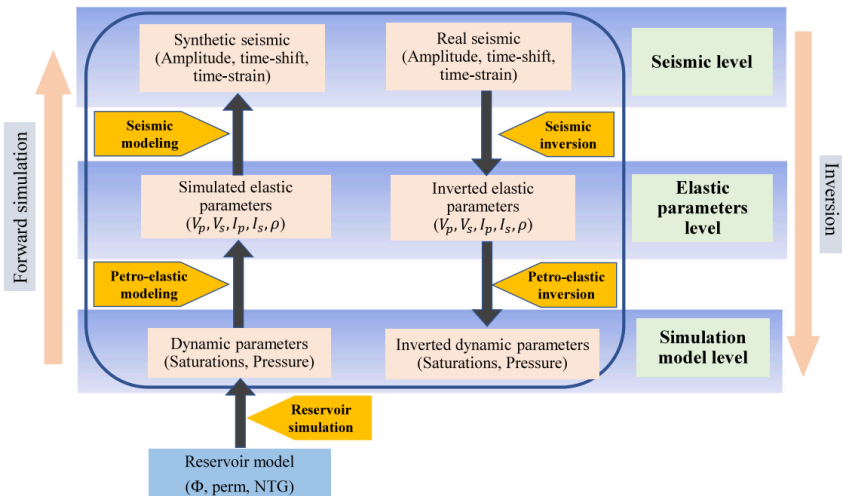 Synthetic seismic
(Amplitude, time-shift,
time-strain)
Real seismic
(Amplitude, time-shift,
time-strain)
Seismic level
Seismic
modeling
Seismic
inversion
Forward simulation
Inversion
Simulated elastic
parameters
(Vₚ, Vₛ, Iₚ, Iₛ, ρ)
Inverted elastic
parameters
(Vₚ, Vₛ, Iₚ, Iₛ, ρ)
Elastic
parameters
level
Petro-elastic
modeling
Petro-elastic
inversion
Dynamic parameters
(Saturations, Pressure)
Inverted dynamic parameters
(Saturations, Pressure)
Simulation
model level
Reservoir
simulation
Reservoir model
(Φ, perm, NTG)